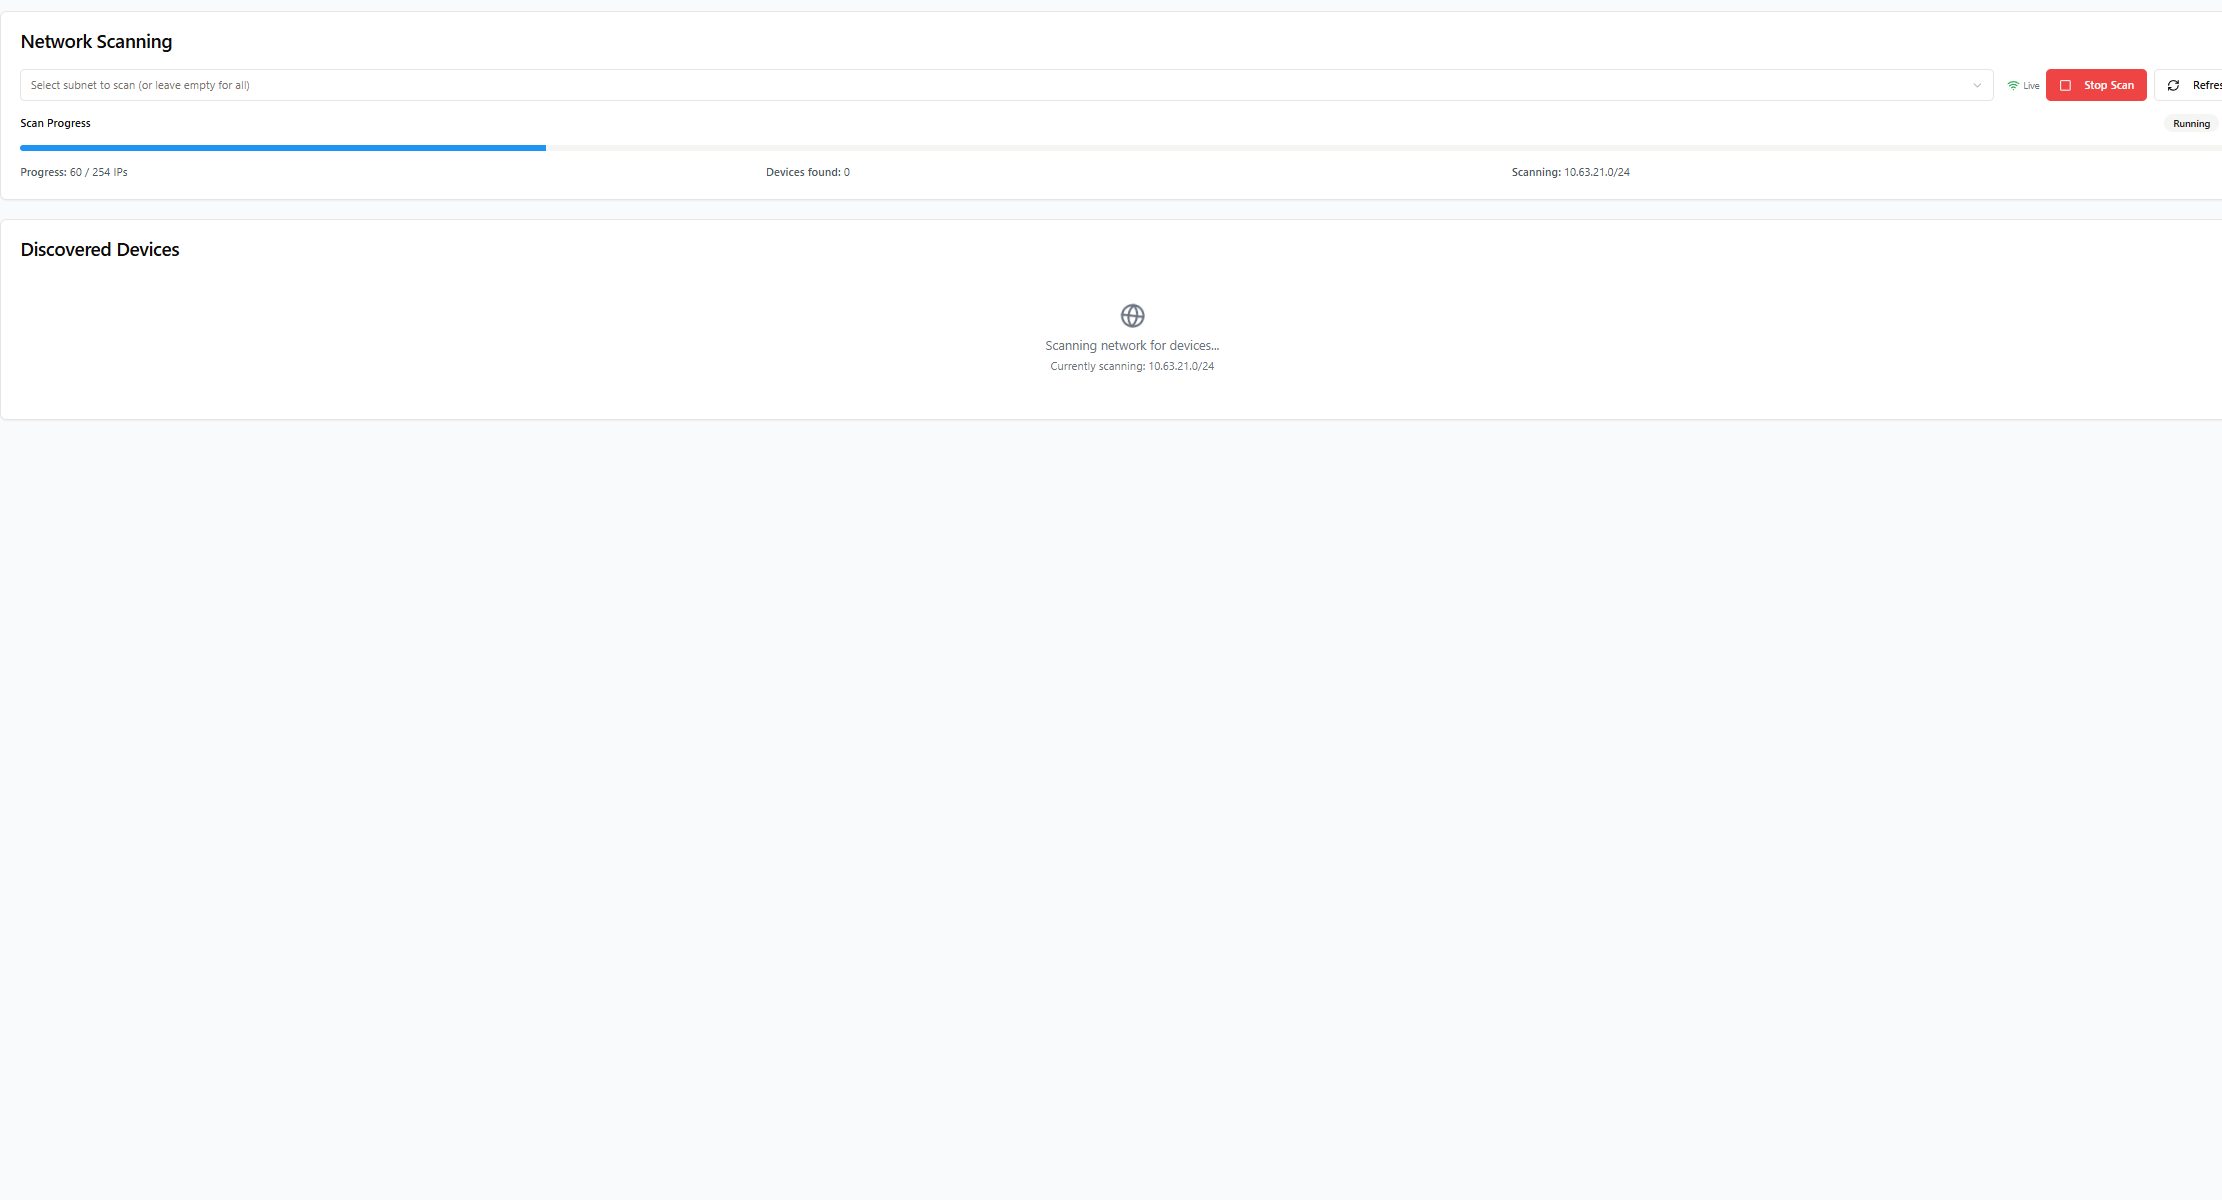 Network Scanning
Select subnet to scan (or leave empty for all)
Live
Stop Scan
Refres
Scan Progress
Running
Progress: 60 / 254 IPs
Devices found: 0
Scanning: 10.63.21.0/24
Discovered Devices
Scanning network for devices...
Currently scanning: 10.63.21.0/24